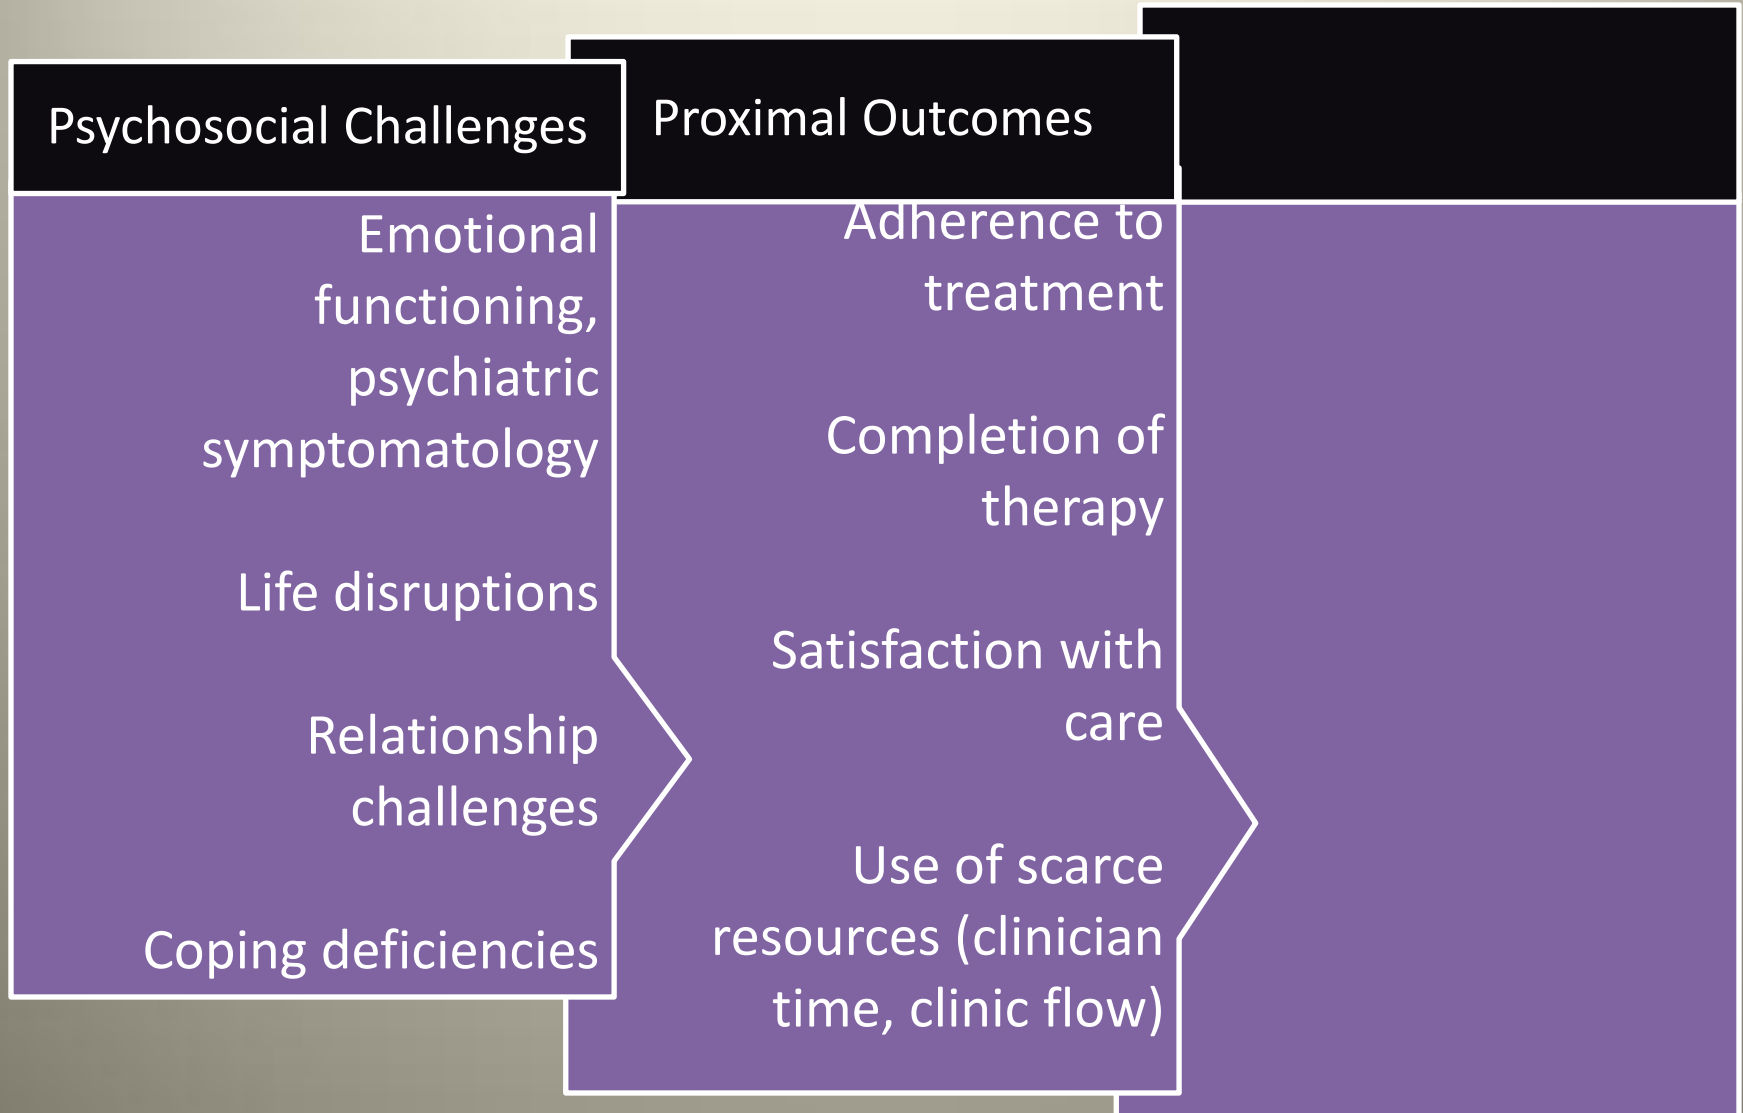 Psychosocial Challenges
Emotional
functioning,
psychiatric
symptomatology
Life disruptions
Relationship
challenges
Coping deficiencies
Proximal Outcomes
Adherence to
treatment
Completion of
therapy
Satisfaction with
care
Use of scarce
resources (clinician
time, clinic flow)